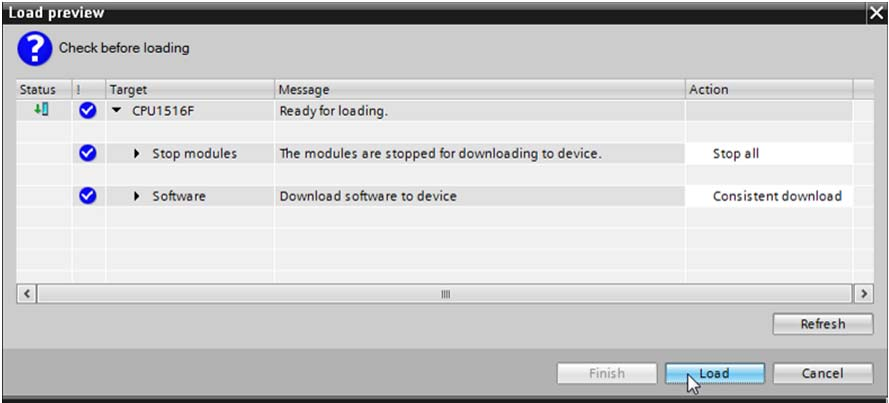 Load preview
Check before loading
Status ! Target Message Action
CPU1516F Ready for loading.
Stop modules The modules are stopped for downloading to device. Stop all
Software Download software to device Consistent download
Refresh
Finish Load Cancel